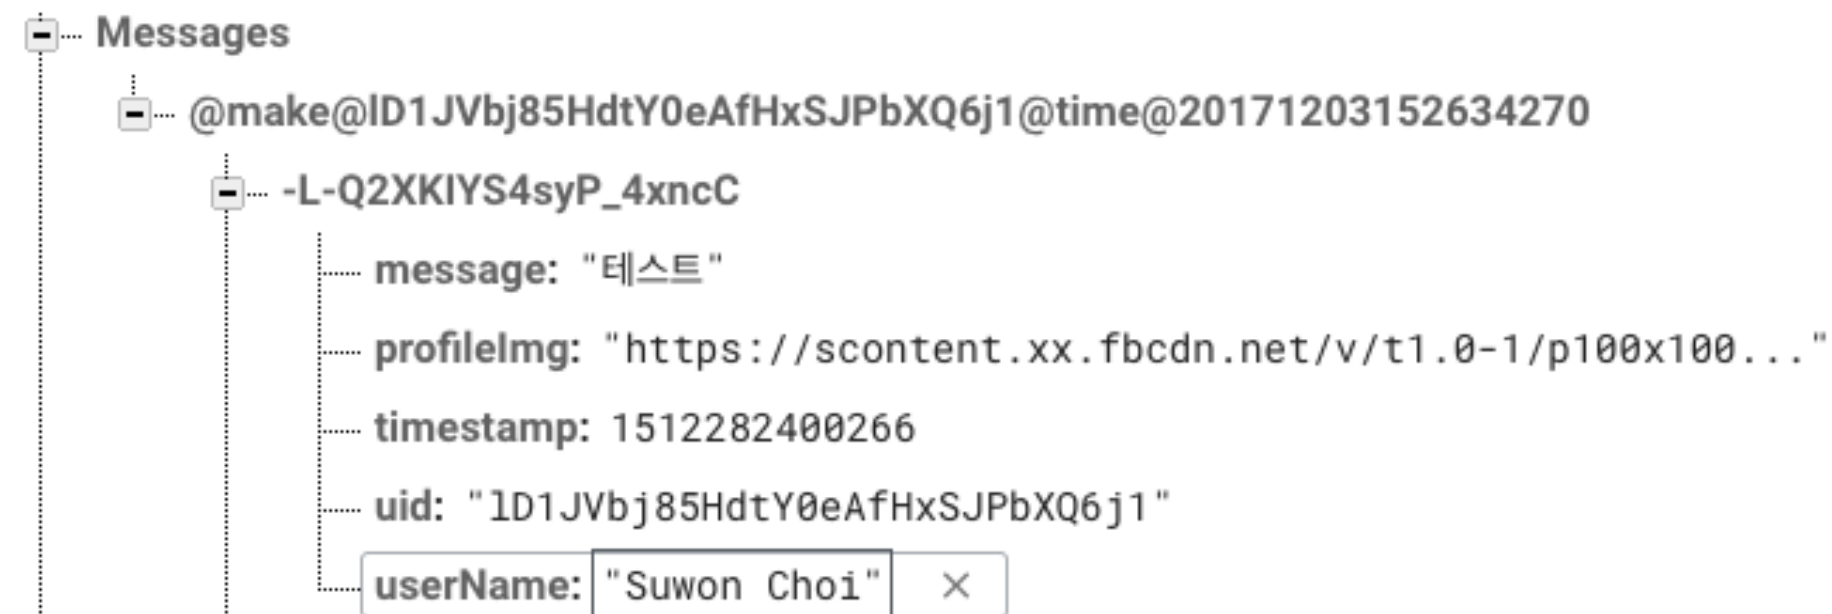 Messages
@make@lD1JVbj85HdtY0eAfHxSJPbXQ6j1@time@20171203152634270
-L-Q2XKIYS4syP_4xncC
message: "테스트"
profileImg: "https://scontent.xx.fbcdn.net/v/t1.0-1/p100x100..."
timestamp: 1512282400266
uid: "lD1JVbj85HdtY0eAfHxSJPbXQ6j1"
userName: "Suwon Choi" ×